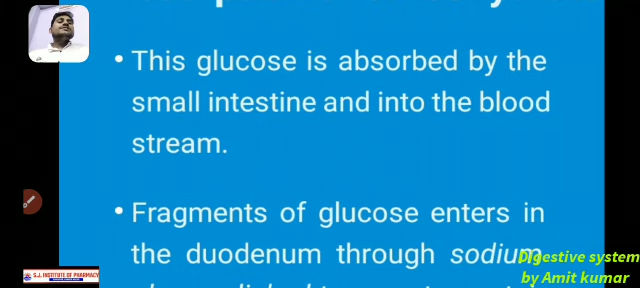 • This glucose is absorbed by the
small intestine and into the blood
stream.
• Fragments of glucose enters in
the duodenum through sodium
Digestive system
by Amit kumar
S.J. INSTITUTE OF PHARMACY